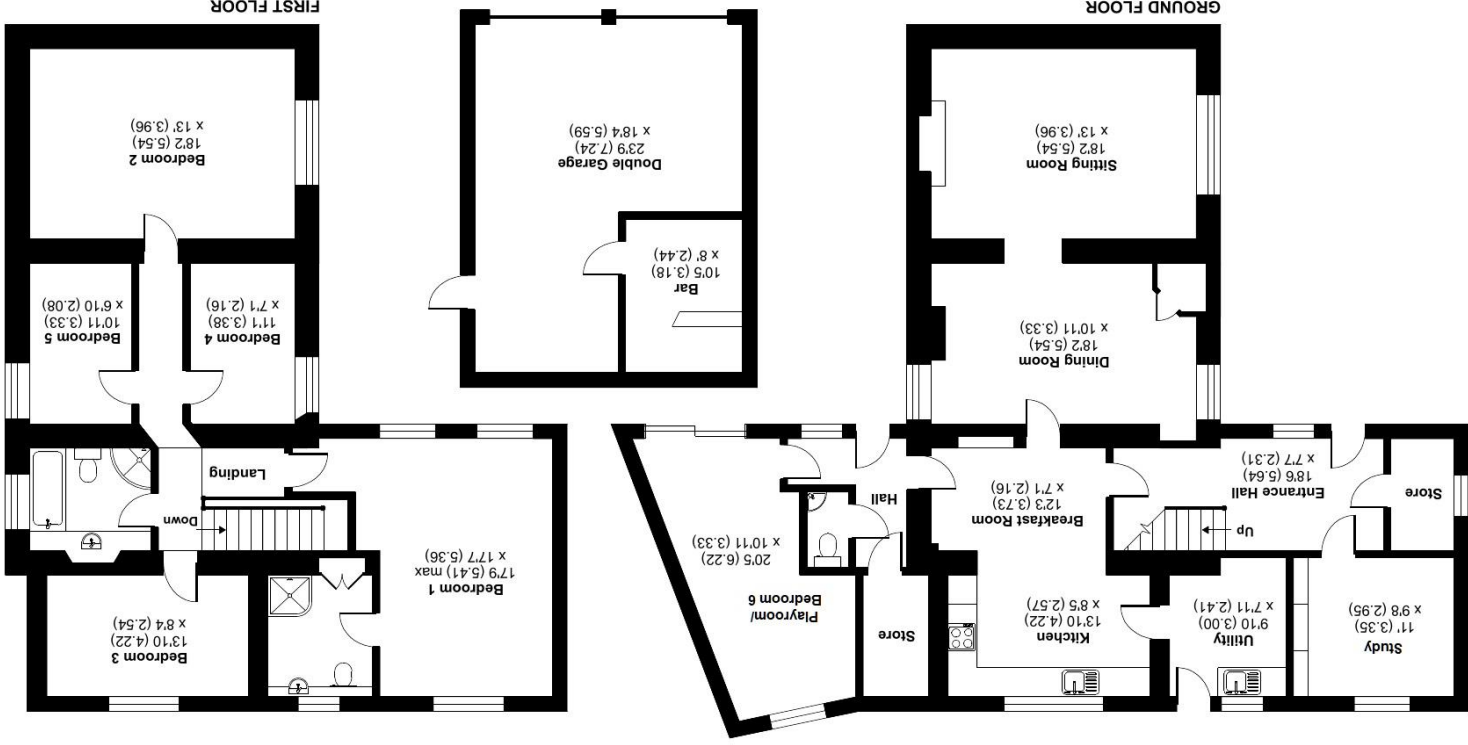 Study
11' (3.35)
x 9'8 (2.95)
Utility
9'10 (3.00)
x 7'11 (2.41)
Kitchen
13'10 (4.22)
x 8'5 (2.57)
Store
Playroom/
Bedroom 6
20'5 (6.22)
x 10'11 (3.33)
Store
Up
Entrance Hall
18'6 (5.64)
x 7'7 (2.31)
Breakfast Room
12'3 (3.73)
x 7'1 (2.16)
Hall
Dining Room
18'2 (5.54)
x 10'11 (3.33)
Sitting Room
18'2 (5.54)
x 13' (3.96)
GROUND FLOOR
Bar
10'5 (3.18)
x 8' (2.44)
Double Garage
23'9 (7.24)
x 18'4 (5.59)
Bedroom 1
17'9 (5.41) max
x 17'7 (5.36)
Bedroom 3
13'10 (4.22)
x 8'4 (2.54)
Down
Landing
Bedroom 4
11'1 (3.38)
x 7'1 (2.16)
Bedroom 5
10'11 (3.33)
x 6'10 (2.08)
Bedroom 2
18'2 (5.54)
x 13' (3.96)
FIRST FLOOR